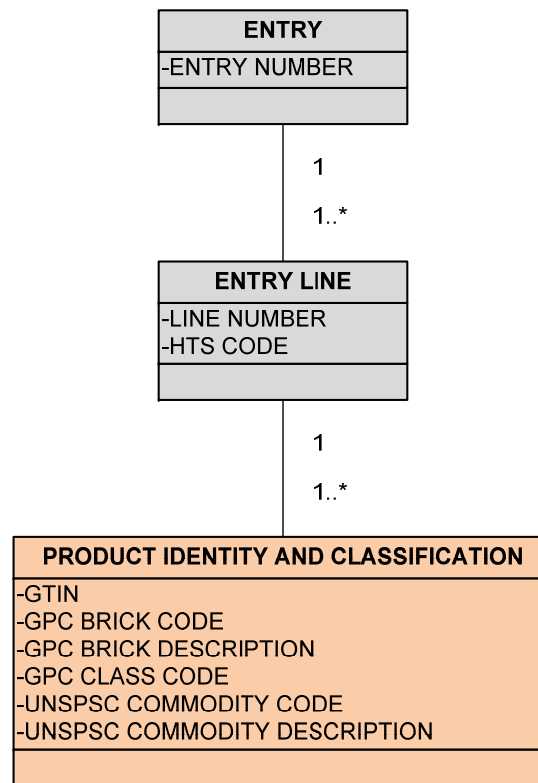 ENTRY
-ENTRY NUMBER
1
1..*
ENTRY LINE
-LINE NUMBER
-HTS CODE
1
1..*
PRODUCT IDENTITY AND CLASSIFICATION
-GTIN
-GPC BRICK CODE
-GPC BRICK DESCRIPTION
-GPC CLASS CODE
-UNSPSC COMMODITY CODE
-UNSPSC COMMODITY DESCRIPTION